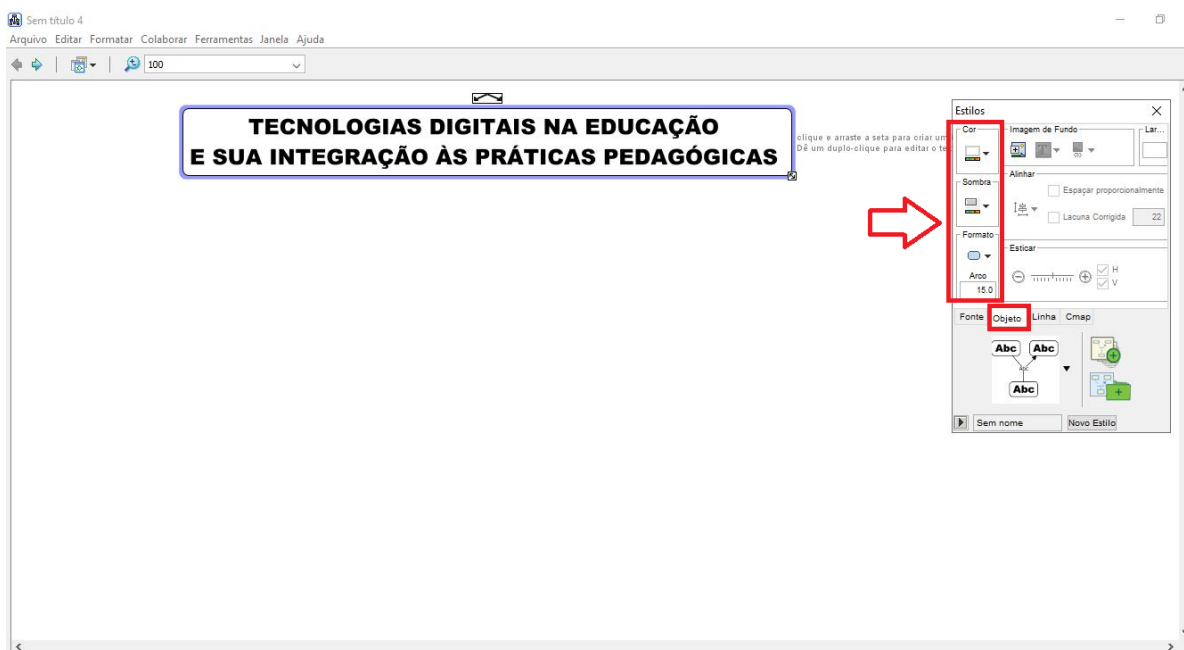 Sem título 4
Arquivo Editar Formatar Colaborar Ferramentas Janela Ajuda
100
TECNOLOGIAS DIGITAIS NA EDUCAÇÃO
E SUA INTEGRAÇÃO ÀS PRÁTICAS PEDAGÓGICAS
clique e arraste a seta para criar um
Dê um duplo-clique para editar o te
Estilos
Cor
Imagem de Fundo
Lar...
Sombra
Alinhar
Espaçar proporcionalmente
Lacuna Corrigida 22
Formato
Esticar
Arco
15.0
H
V
Fonte Objeto Linha Cmap
Abc Abc
Abc
Abc
Sem nome Novo Estilo